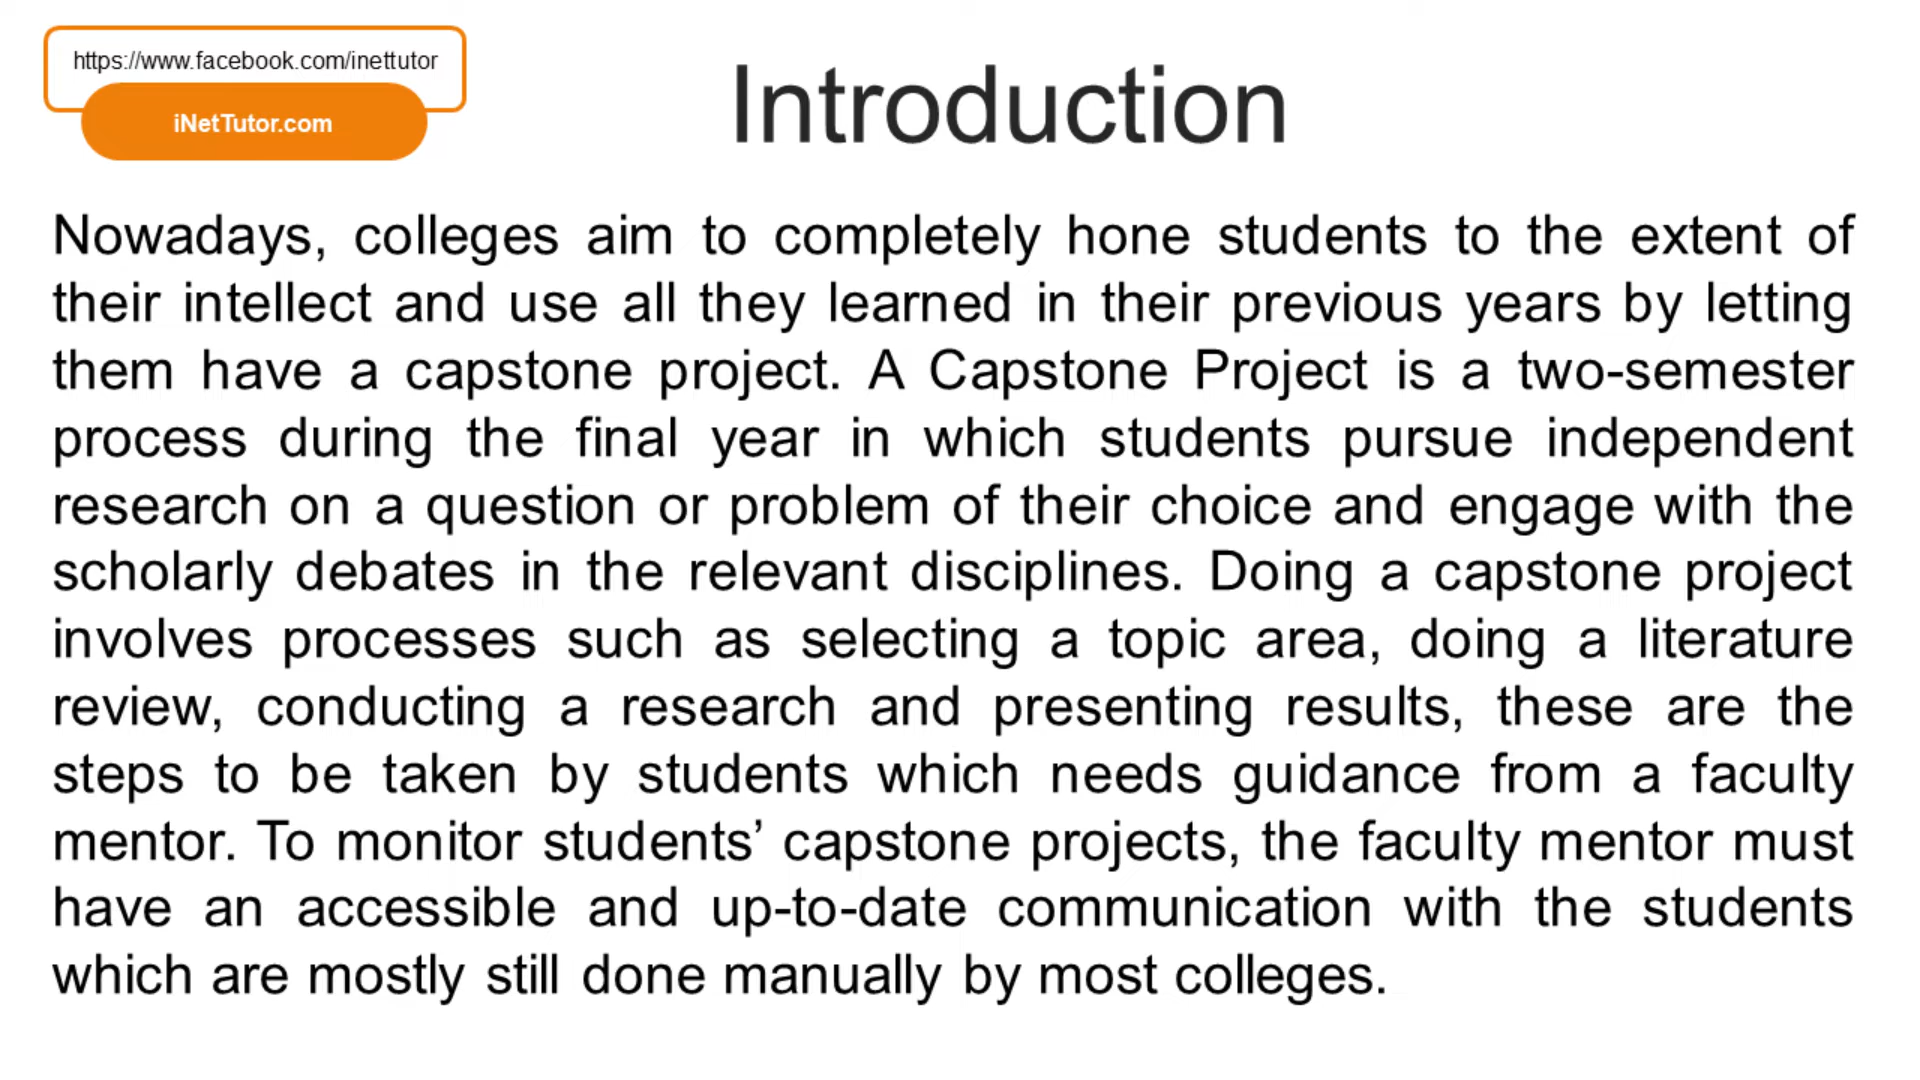 https://www.facebook.com/inettutor
iNetTutor.com
Introduction
Nowadays, colleges aim to completely hone students to the extent of
their intellect and use all they learned in their previous years by letting
them have a capstone project. A Capstone Project is a two-semester
process during the final year in which students pursue independent
research on a question or problem of their choice and engage with the
scholarly debates in the relevant disciplines. Doing a capstone project
involves processes such as selecting a topic area, doing a literature
review, conducting a research and presenting results, these are the
steps to be taken by students which needs guidance from a faculty
mentor. To monitor students’ capstone projects, the faculty mentor must
have an accessible and up-to-date communication with the students
which are mostly still done manually by most colleges.